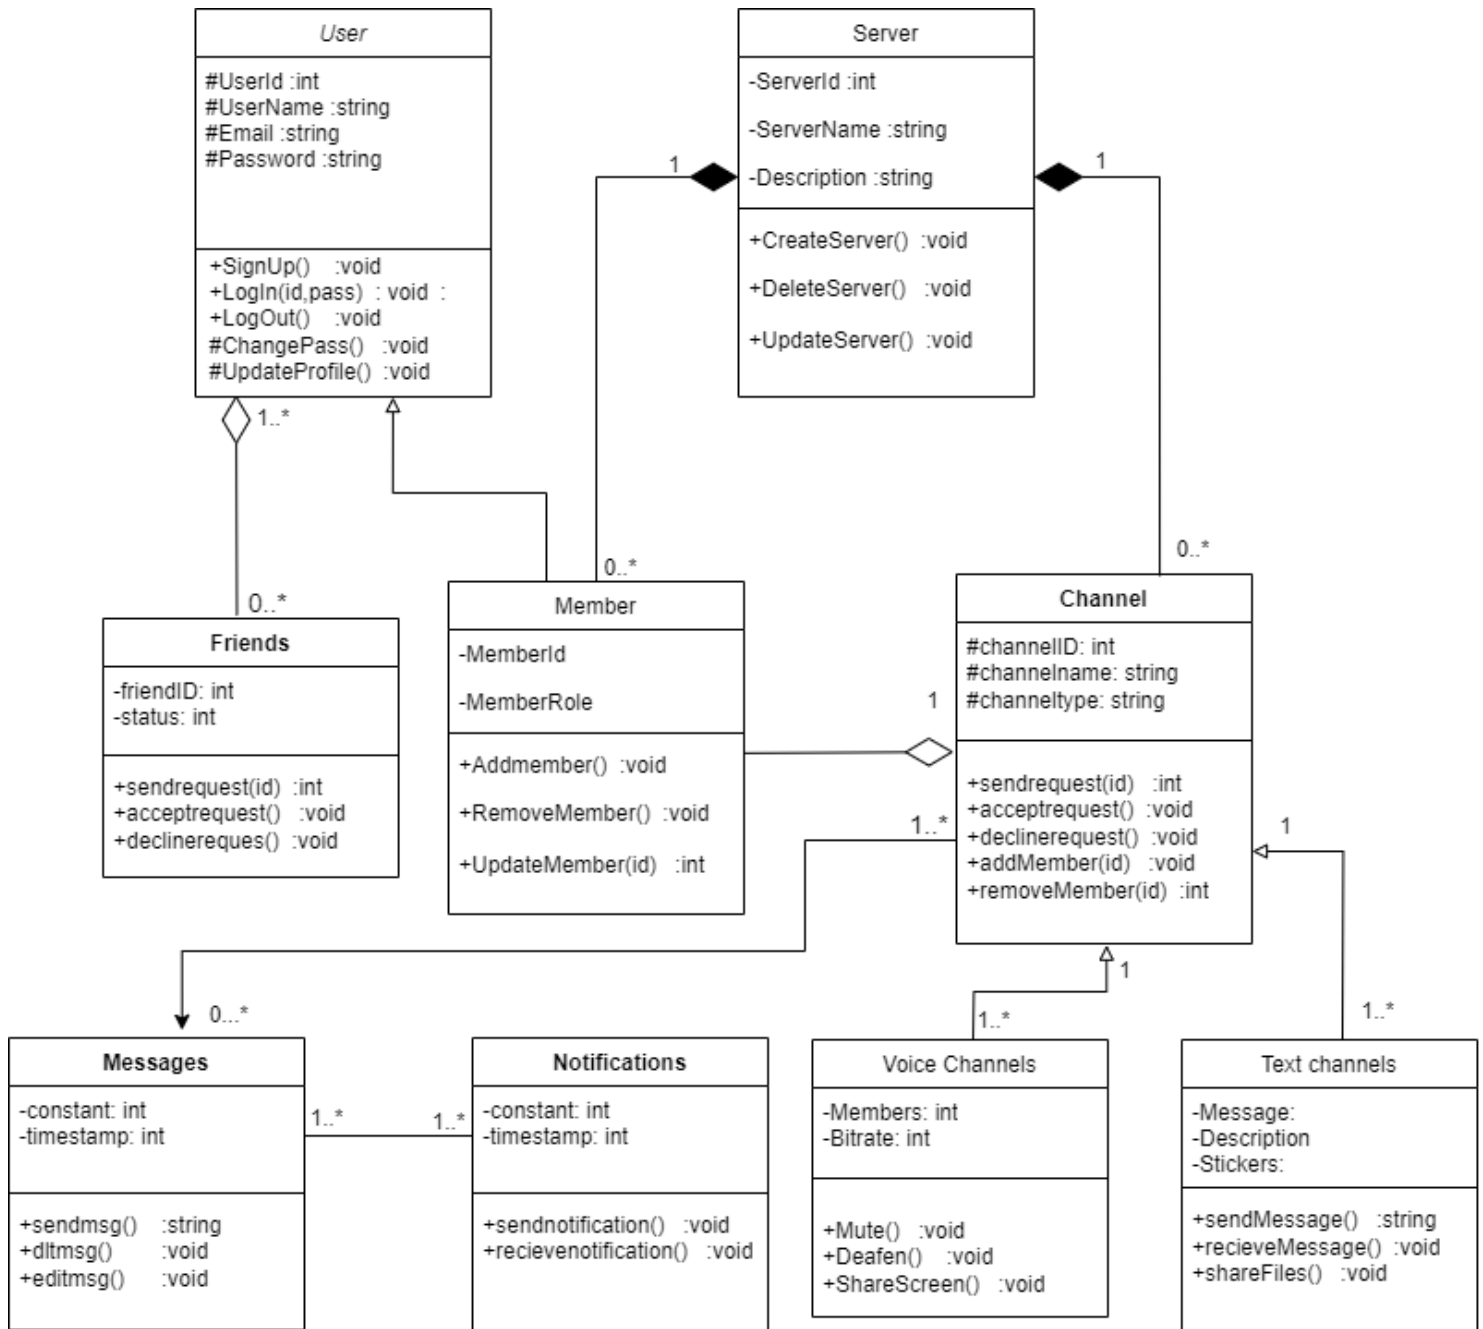 User
#UserId :int
#UserName :string
#Email :string
#Password :string
+SignUp() :void
+LogIn(id,pass) : void :
+LogOut() :void
#ChangePass() :void
#UpdateProfile() :void
Server
-ServerId :int
-ServerName :string
-Description :string
+CreateServer() :void
+DeleteServer() :void
+UpdateServer() :void
1
1
1..*
0..*
0..*
0..*
Friends
-friendID: int
-status: int
+sendrequest(id) :int
+acceptrequest() :void
+declinereques() :void
Member
-MemberId
-MemberRole
+Addmember() :void
+RemoveMember() :void
+UpdateMember(id) :int
1
Channel
#channelID: int
#channelname: string
#channeltype: string
+sendrequest(id) :int
+acceptrequest() :void
+declinerequest() :void
+addMember(id) :void
+removeMember(id) :int
1..*
1
1
0...*
1..*
1..*
Messages
-constant: int
-timestamp: int
+sendmsg() :string
+dltmsg() :void
+editmsg() :void
1..*
1..*
Notifications
-constant: int
-timestamp: int
+sendnotification() :void
+recievenotification() :void
Voice Channels
-Members: int
-Bitrate: int
+Mute() :void
+Deafen() :void
+ShareScreen() :void
Text channels
-Message:
-Description
-Stickers:
+sendMessage() :string
+recieveMessage() :void
+shareFiles() :void